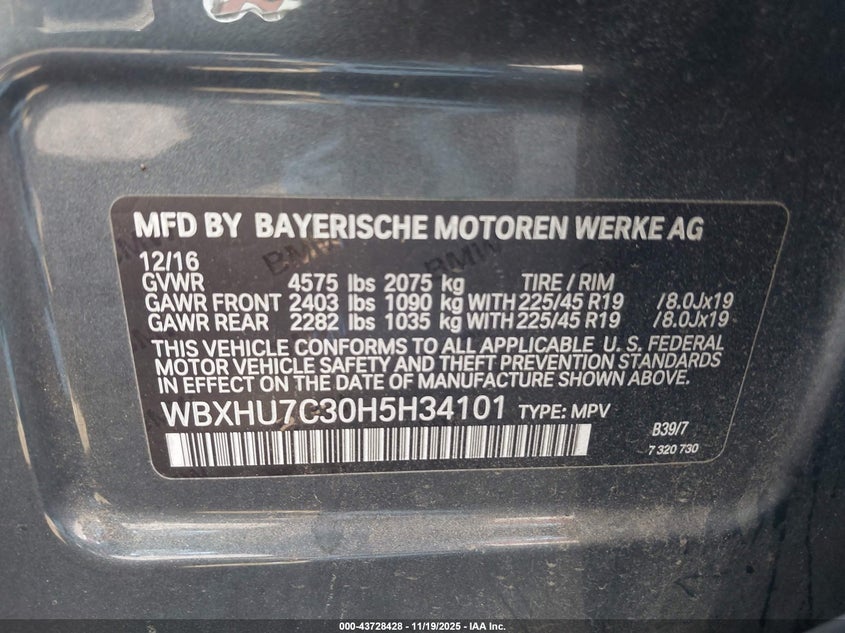 MFD BY BAYERISCHE MOTOREN WERKE AG
12/16
GVWR 4575 lbs 2075 kg TIRE / RIM
GAWR FRONT 2403 lbs 1090 kg WITH 225/45 R19 /8.0Jx19
GAWR REAR 2282 lbs 1035 kg WITH 225/45 R19 /8.0Jx19
THIS VEHICLE CONFORMS TO ALL APPLICABLE U. S. FEDERAL
MOTOR VEHICLE SAFETY AND THEFT PREVENTION STANDARDS
IN EFFECT ON THE DATE OF MANUFACTURE SHOWN ABOVE.
WBXHU7C30H5H34101 TYPE: MPV
B39/7
7 320 730
000-43728428 - 11/19/2025 - IAA Inc.